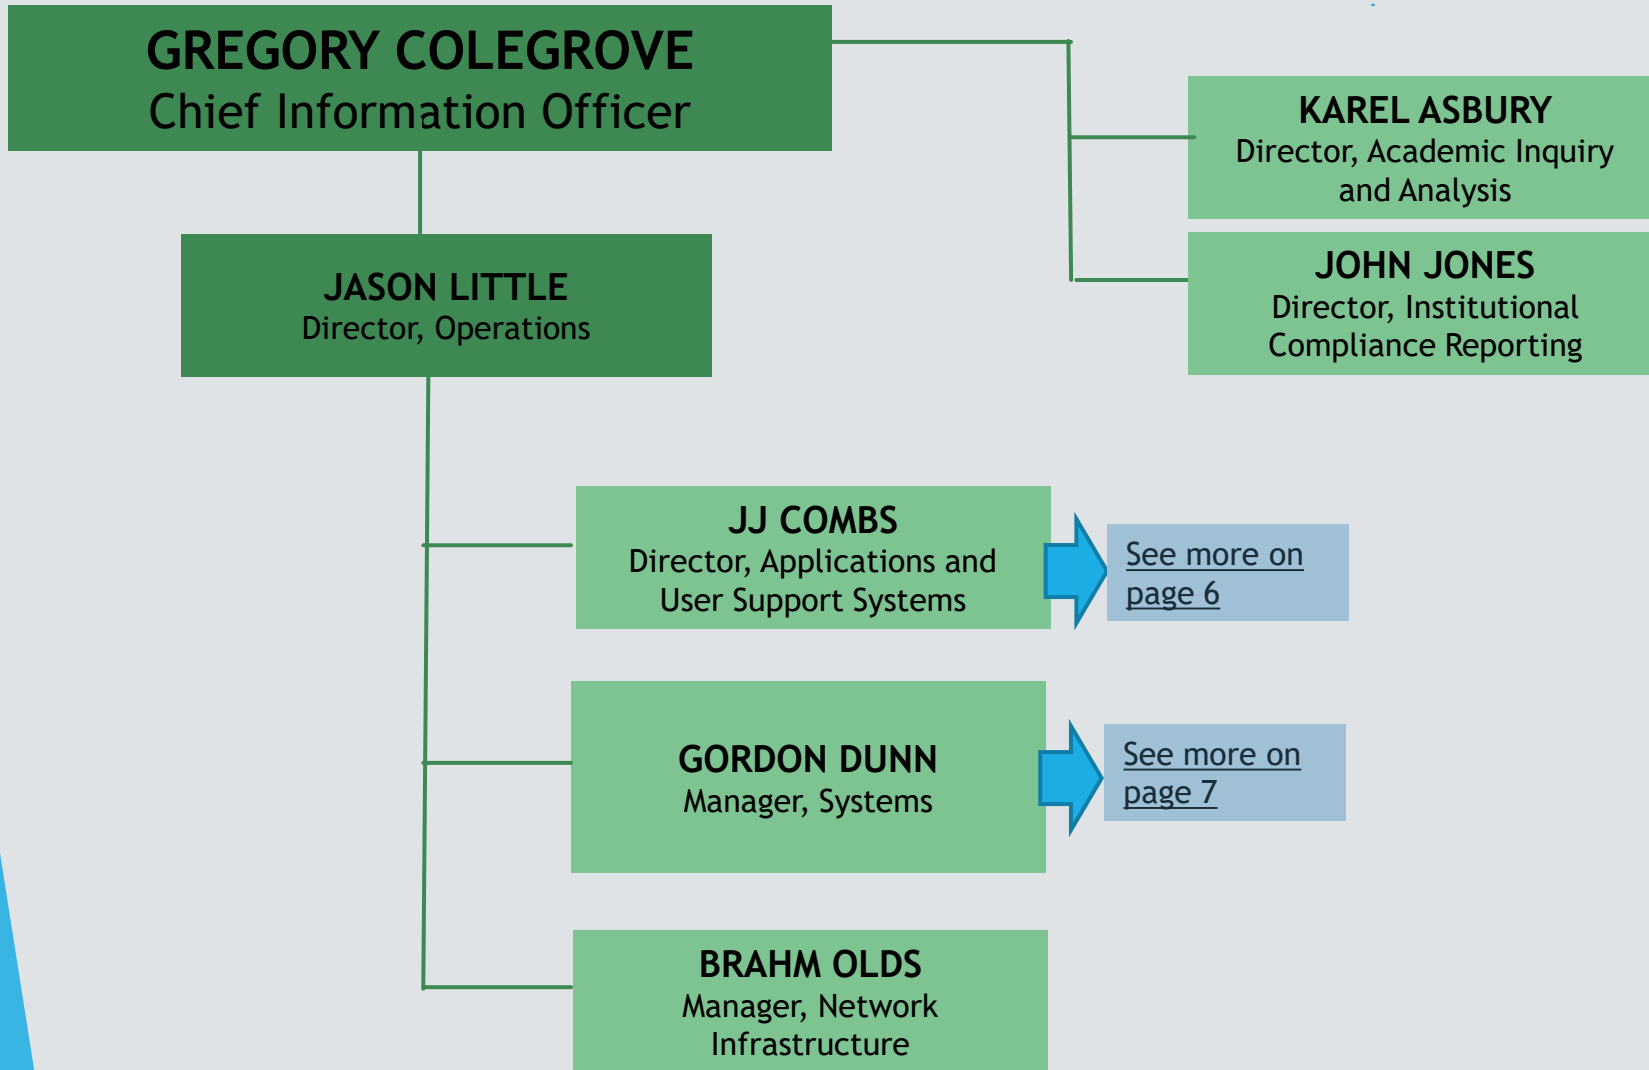 GREGORY COLEGROVE
Chief Information Officer
KAREL ASBURY
Director, Academic Inquiry
and Analysis
JOHN JONES
Director, Institutional
Compliance Reporting
JASON LITTLE
Director, Operations
JJ COMBS
Director, Applications and
User Support Systems
See more on
page 6
GORDON DUNN
Manager, Systems
See more on
page 7
BRAHM OLDS
Manager, Network
Infrastructure